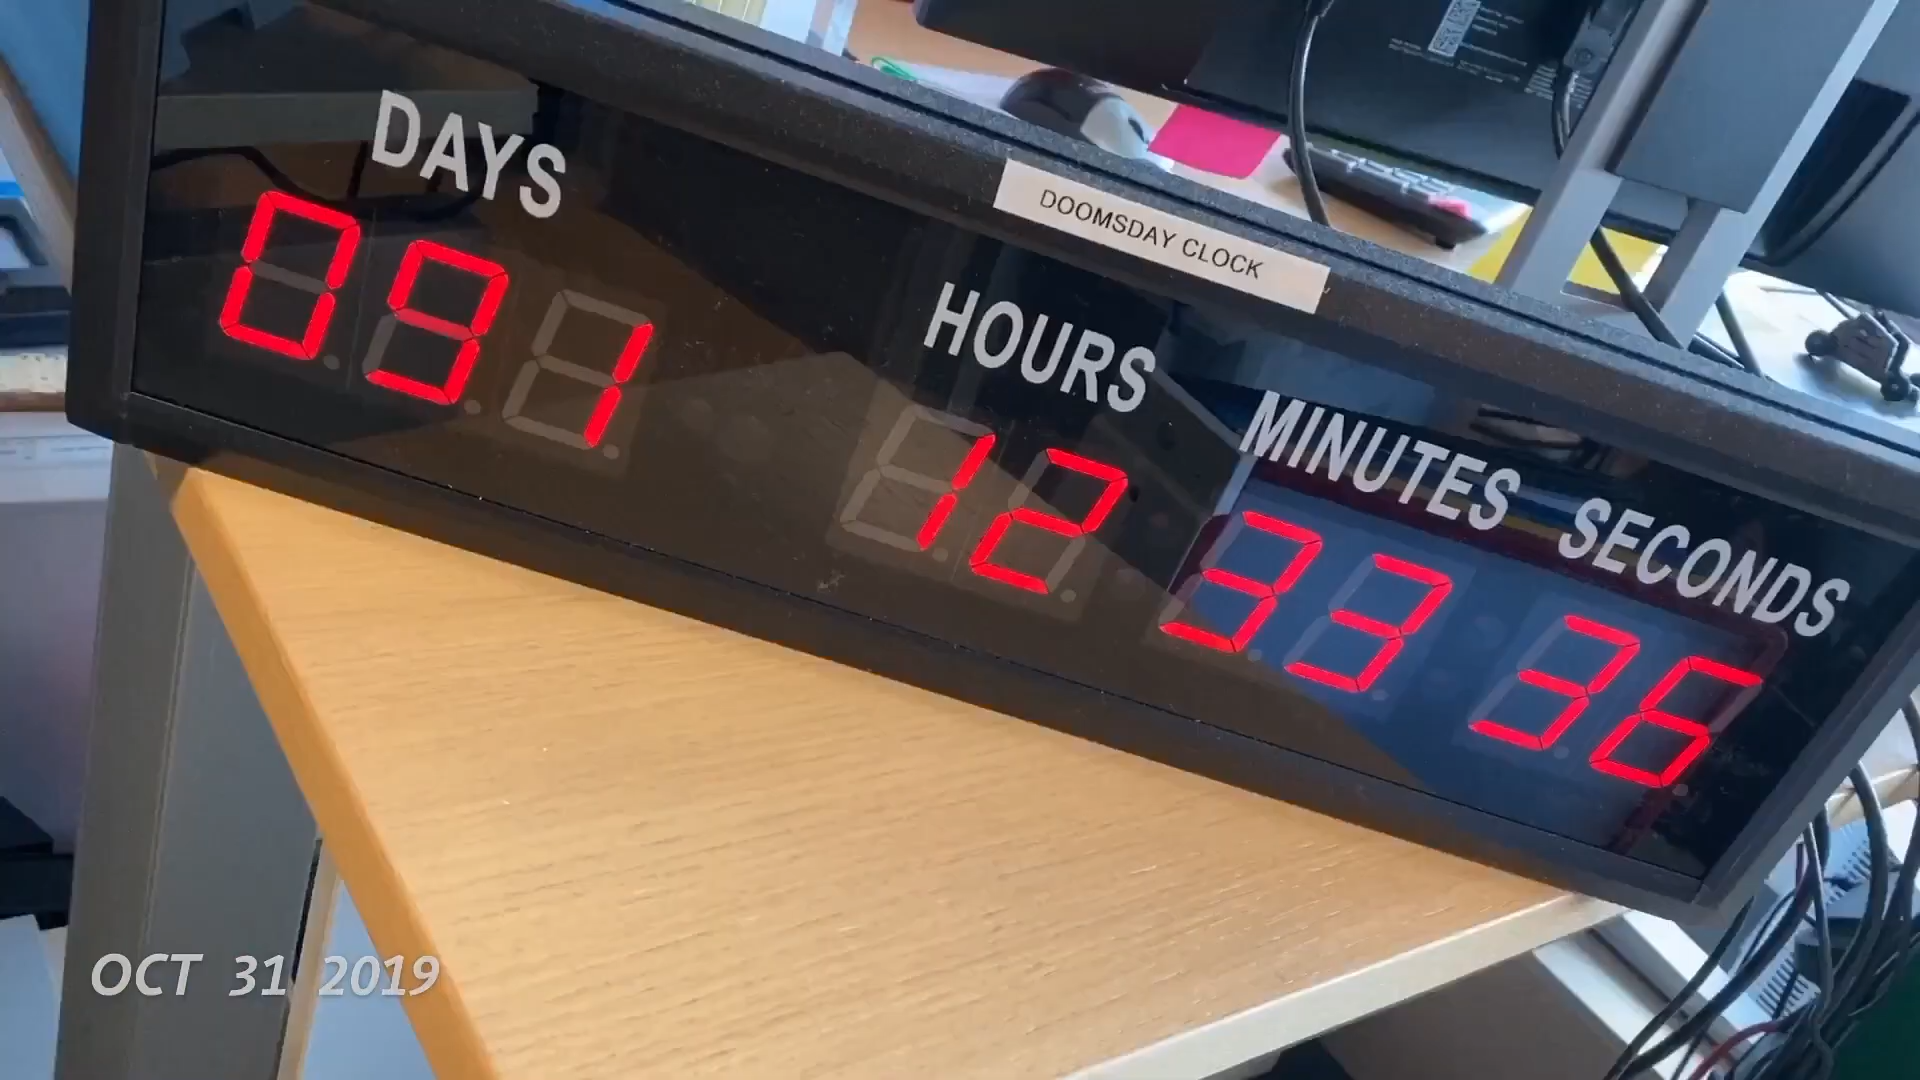 DAYS
DOOMSDAY CLOCK
HOURS
MINUTES
SECONDS
091
12
33
36
OCT 31 2019